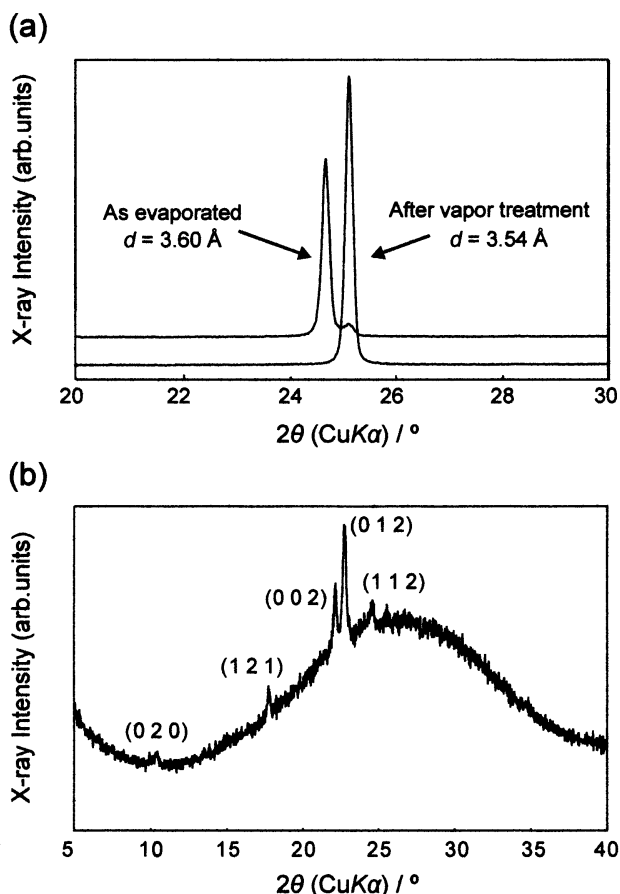 (a)
X-ray Intensity (arb.units)
As evaporated
d = 3.60 Å
After vapor treatment
d = 3.54 Å
20 22 24 26 28 30
2θ (CuKα) / º
(b)
X-ray Intensity (arb.units)
(0 1 2)
(0 0 2)
(1 1 2)
(1 2 1)
(0 2 0)
5 10 15 20 25 30 35 40
2θ (CuKα) / º